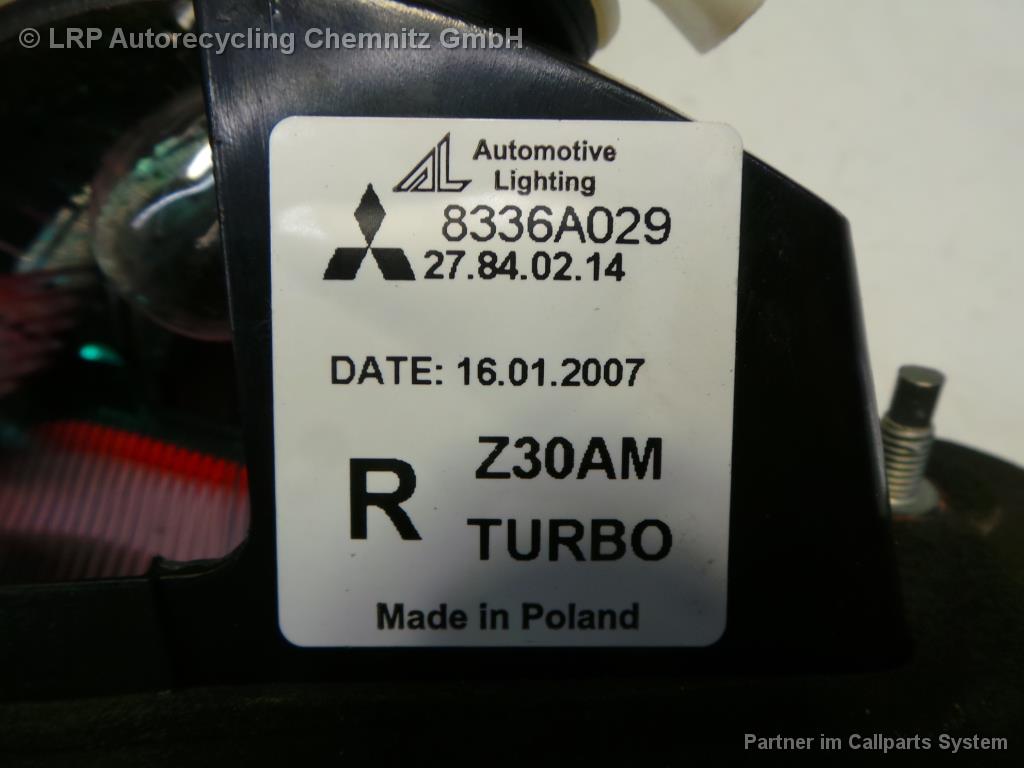 © LRP Autorecycling Chemnitz GmbH
AL Automotive
Lighting
8336A029
27.84.02.14
DATE: 16.01.2007
R Z30AM
TURBO
Made in Poland
Partner im Callparts System